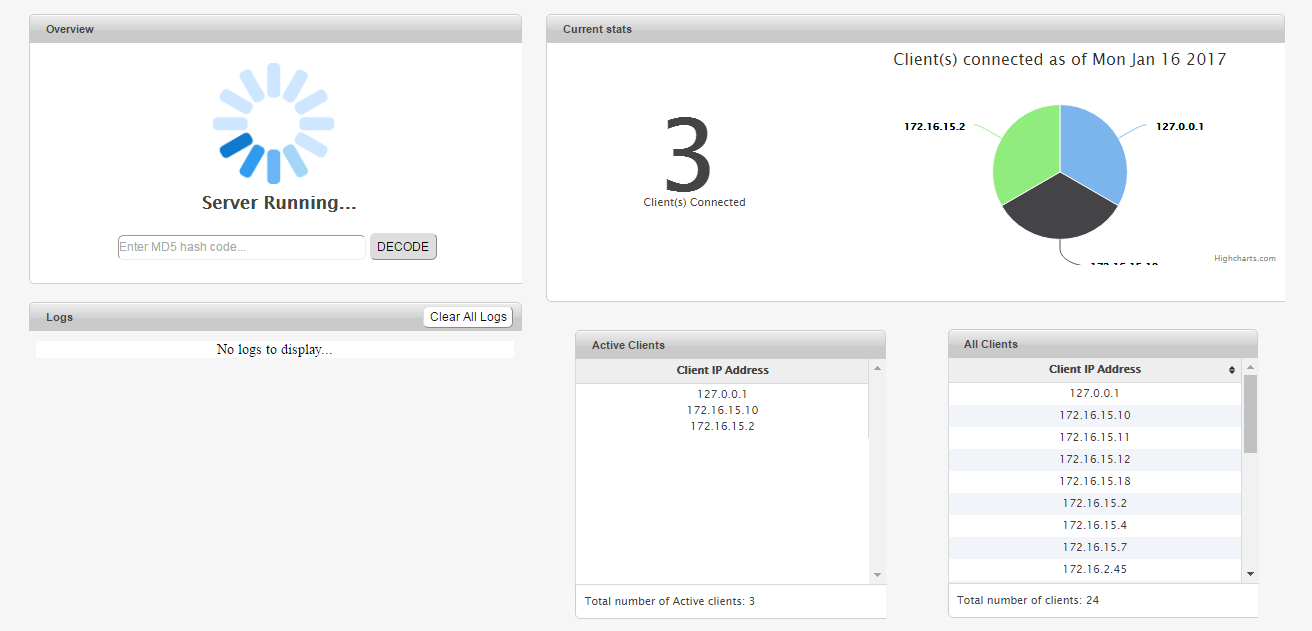 Overview
Server Running...
Enter MD5 hash code...
DECODE
Logs
Clear All Logs
No logs to display...
Current stats
3
Client(s) Connected
Client(s) connected as of Mon Jan 16 2017
172.16.15.2
127.0.0.1
172.16.15.10
Highcharts.com
Active Clients
Client IP Address
127.0.0.1
172.16.15.10
172.16.15.2
Total number of Active clients: 3
All Clients
Client IP Address
127.0.0.1
172.16.15.10
172.16.15.11
172.16.15.12
172.16.15.18
172.16.15.2
172.16.15.4
172.16.15.7
172.16.2.45
Total number of clients: 24